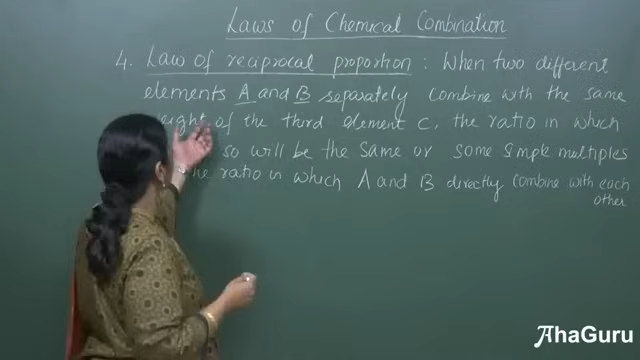 Laws of Chemical Combination
4. Law of reciprocal proportion : When two different
elements A and B separately combine with the same
of the third element C, the ratio in which
so will be the same or some simple multiples
ratio in which A and B directly combine with each
other
AhaGuru